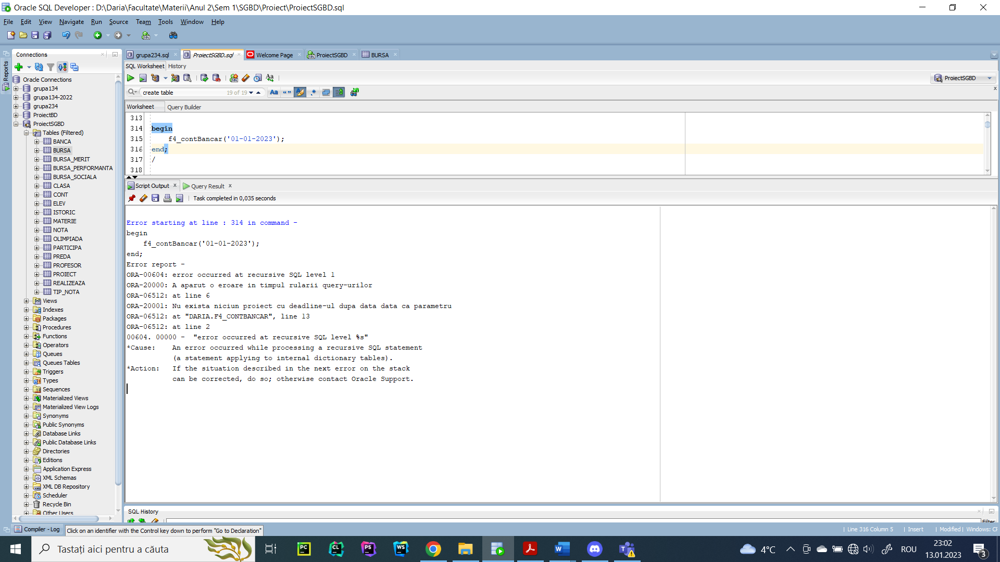 Oracle SQL Developer : D:\Daria\Facultate\Materii\Anul 2\Sem 1\SGBD\Proiect\ProiectSGBD.sql
File Edit View Navigate Run Source Team Tools Window Help
Reports
Connections
Oracle Connections
grupa134
grupa134-2022
grupa234
ProiectBD
ProiectSGBD
Tables (Filtered)
BANCA
BURSA
BURSA_MERIT
BURSA_PERFORMANTA
BURSA_SOCIALA
CLASA
CONT
ELEV
ISTORIC
MATERIE
NOTA
OLIMPIADA
PARTICIPA
PREDA
PROFESOR
PROIECT
REALIZEAZA
TIP_NOTA
Views
Indexes
Packages
Procedures
Functions
Operators
Queues
Queues Tables
Triggers
Types
Sequences
Materialized Views
Materialized View Logs
Synonyms
Public Synonyms
Database Links
Public Database Links
Directories
Editions
Application Express
XML Schemas
XML DB Repository
Scheduler
Recycle Bin
Other Users
grupa234.sql ProiectSGBD.sql Welcome Page ProiectSGBD BURSA
SQL Worksheet History
ProiectSGBD
create table 19 of 19
Worksheet Query Builder
313
314 begin
315 f4_contBancar('01-01-2023');
316 end;
317 /
318
Script Output x Query Result x
Task completed in 0,035 seconds
Error starting at line : 314 in command -
begin
f4_contBancar('01-01-2023');
end;
Error report -
ORA-00604: error occurred at recursive SQL level 1
ORA-20000: A aparut o eroare in timpul rularii query-urilor
ORA-06512: at line 6
ORA-20001: Nu exista niciun proiect cu deadline-ul dupa data data ca parametru
ORA-06512: at "DARIA.F4_CONTBANCAR", line 13
ORA-06512: at line 2
00604. 00000 - "error occurred at recursive SQL level %s"
*Cause: An error occurred while processing a recursive SQL statement
(a statement applying to internal dictionary tables).
*Action: If the situation described in the next error on the stack
can be corrected, do so; otherwise contact Oracle Support.
SQL History
Filter
Compiler - Log
Click on an identifier with the Control key down to perform "Go to Declaration"
Line 316 Column 5 Insert Modified Windows: CF
Tastați aici pentru a căuta
4°C
ROU
23:02
13.01.2023
3